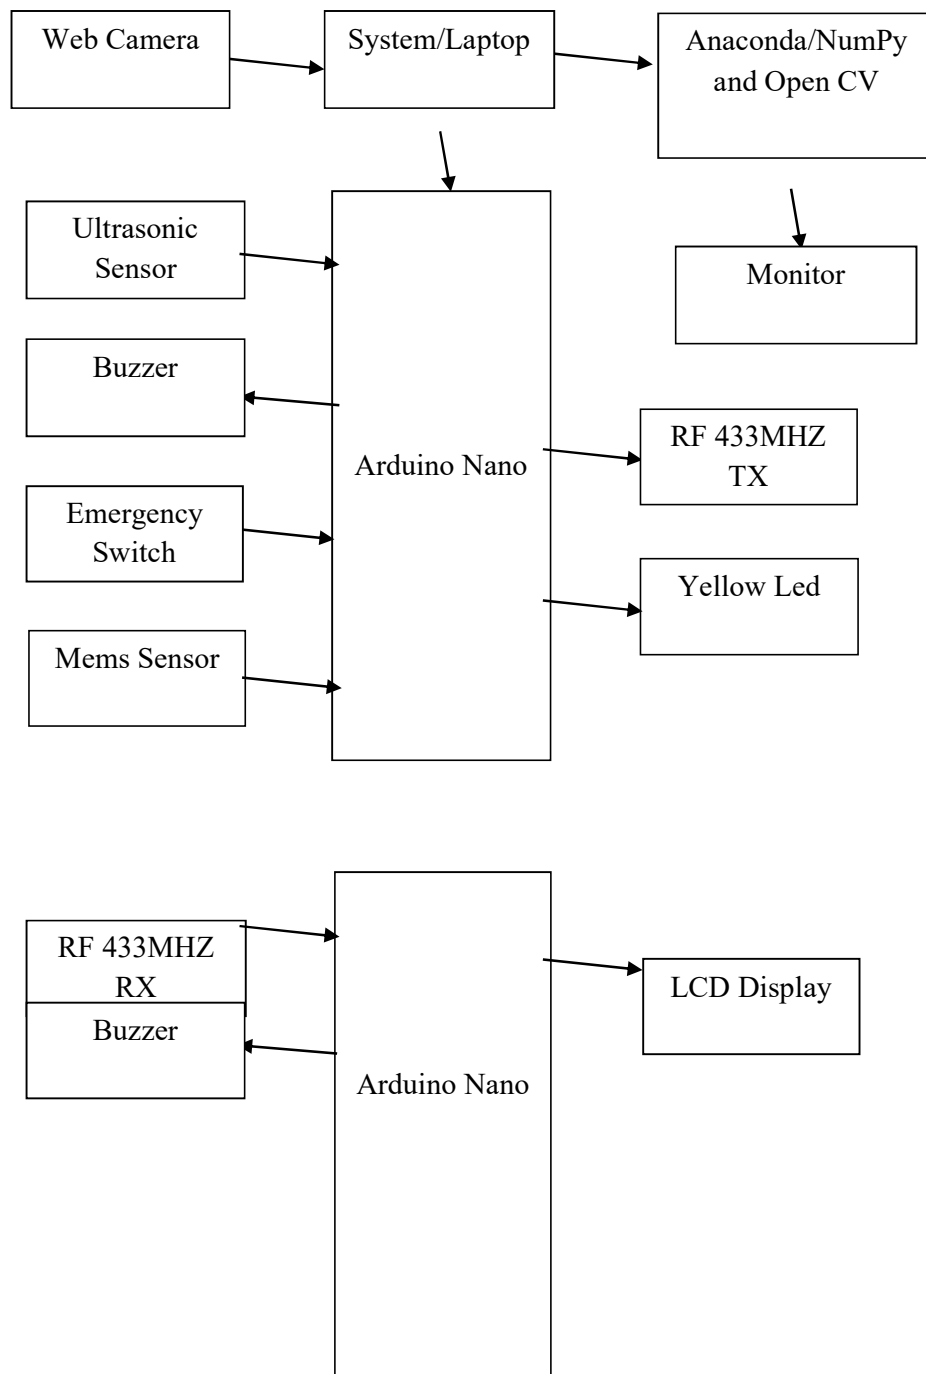 Web Camera
System/Laptop
Anaconda/NumPy
and Open CV
Ultrasonic
Sensor
Monitor
Buzzer
Arduino Nano
RF 433MHZ
TX
Emergency
Switch
Yellow Led
Mems Sensor
RF 433MHZ
RX
Buzzer
LCD Display
Arduino Nano